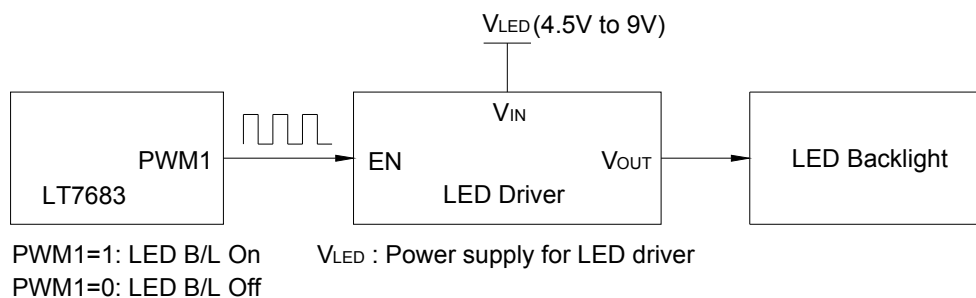 VLED (4.5V to 9V)
VIN
PWM1
EN
VOUT
LED Backlight
LT7683
LED Driver
PWM1=1: LED B/L On
VLED : Power supply for LED driver
PWM1=0: LED B/L Off